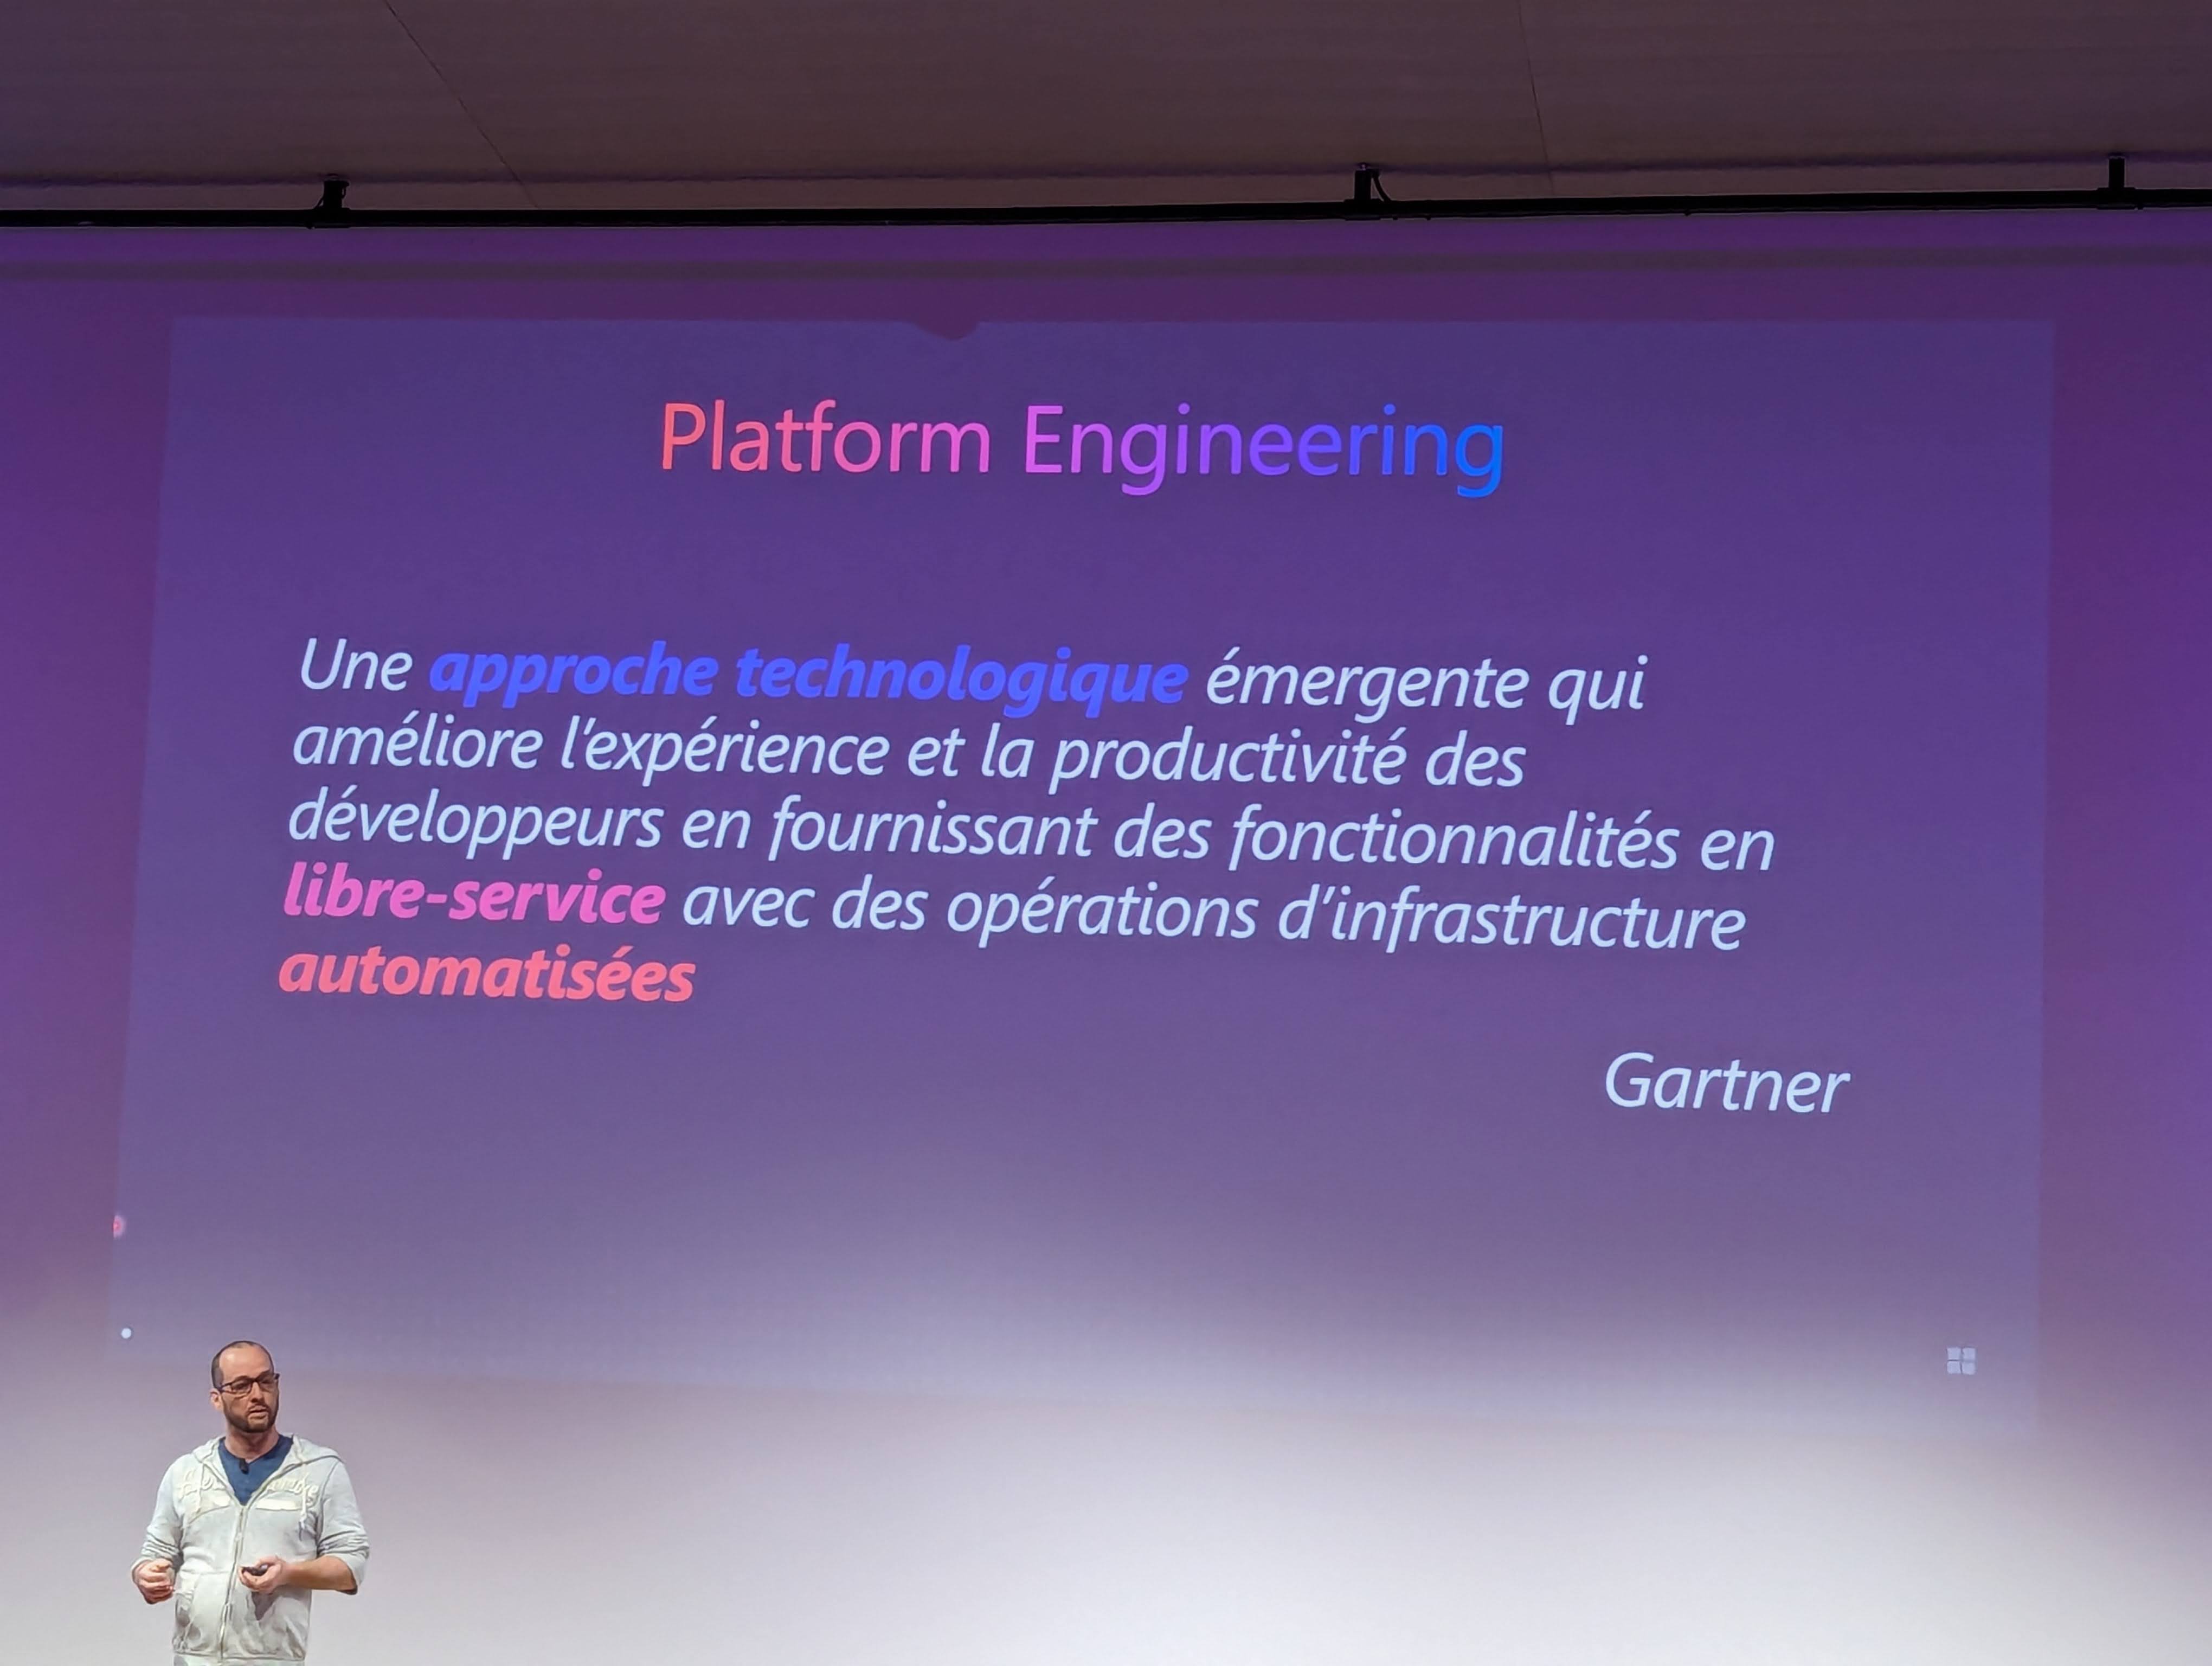 Platform Engineering
Une approche technologique émergente qui
améliore l'expérience et la productivité des
développeurs en fournissant des fonctionnalités en
libre-service avec des opérations d'infrastructure
automatisées
Gartner